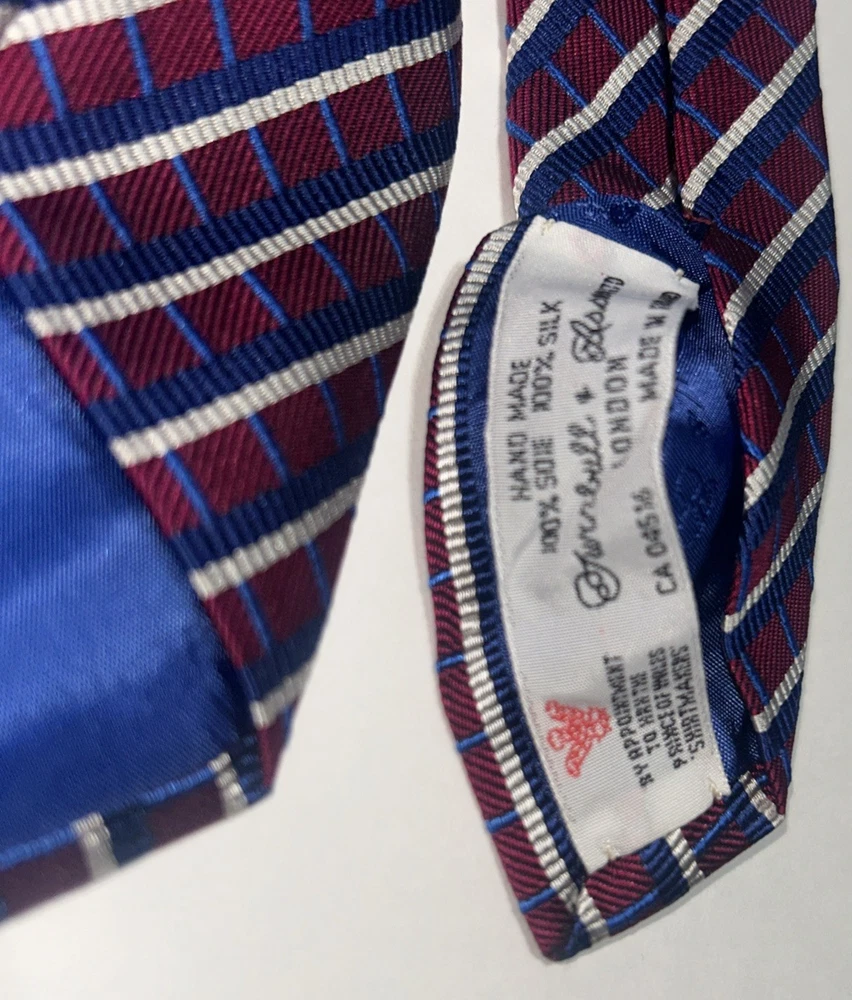 HAND MADE
100% SOIE 100% SILK
Turnbull & Asser
LONDON
CA 04516 MADE IN
BY APPOINTMENT
TO HRH THE
PRINCE OF WALES
SHIRTMAKERS